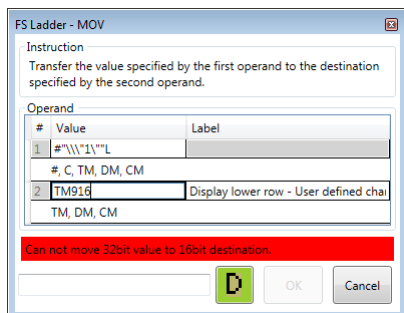 FS Ladder - MOV
Instruction
Transfer the value specified by the first operand to the destination
specified by the second operand.
Operand
# Value Label
1 #"\\\"1\""L
#, C, TM, DM, CM
2 TM916 Display lower row - User defined cha
TM, DM, CM
Can not move 32bit value to 16bit destination.
D OK Cancel